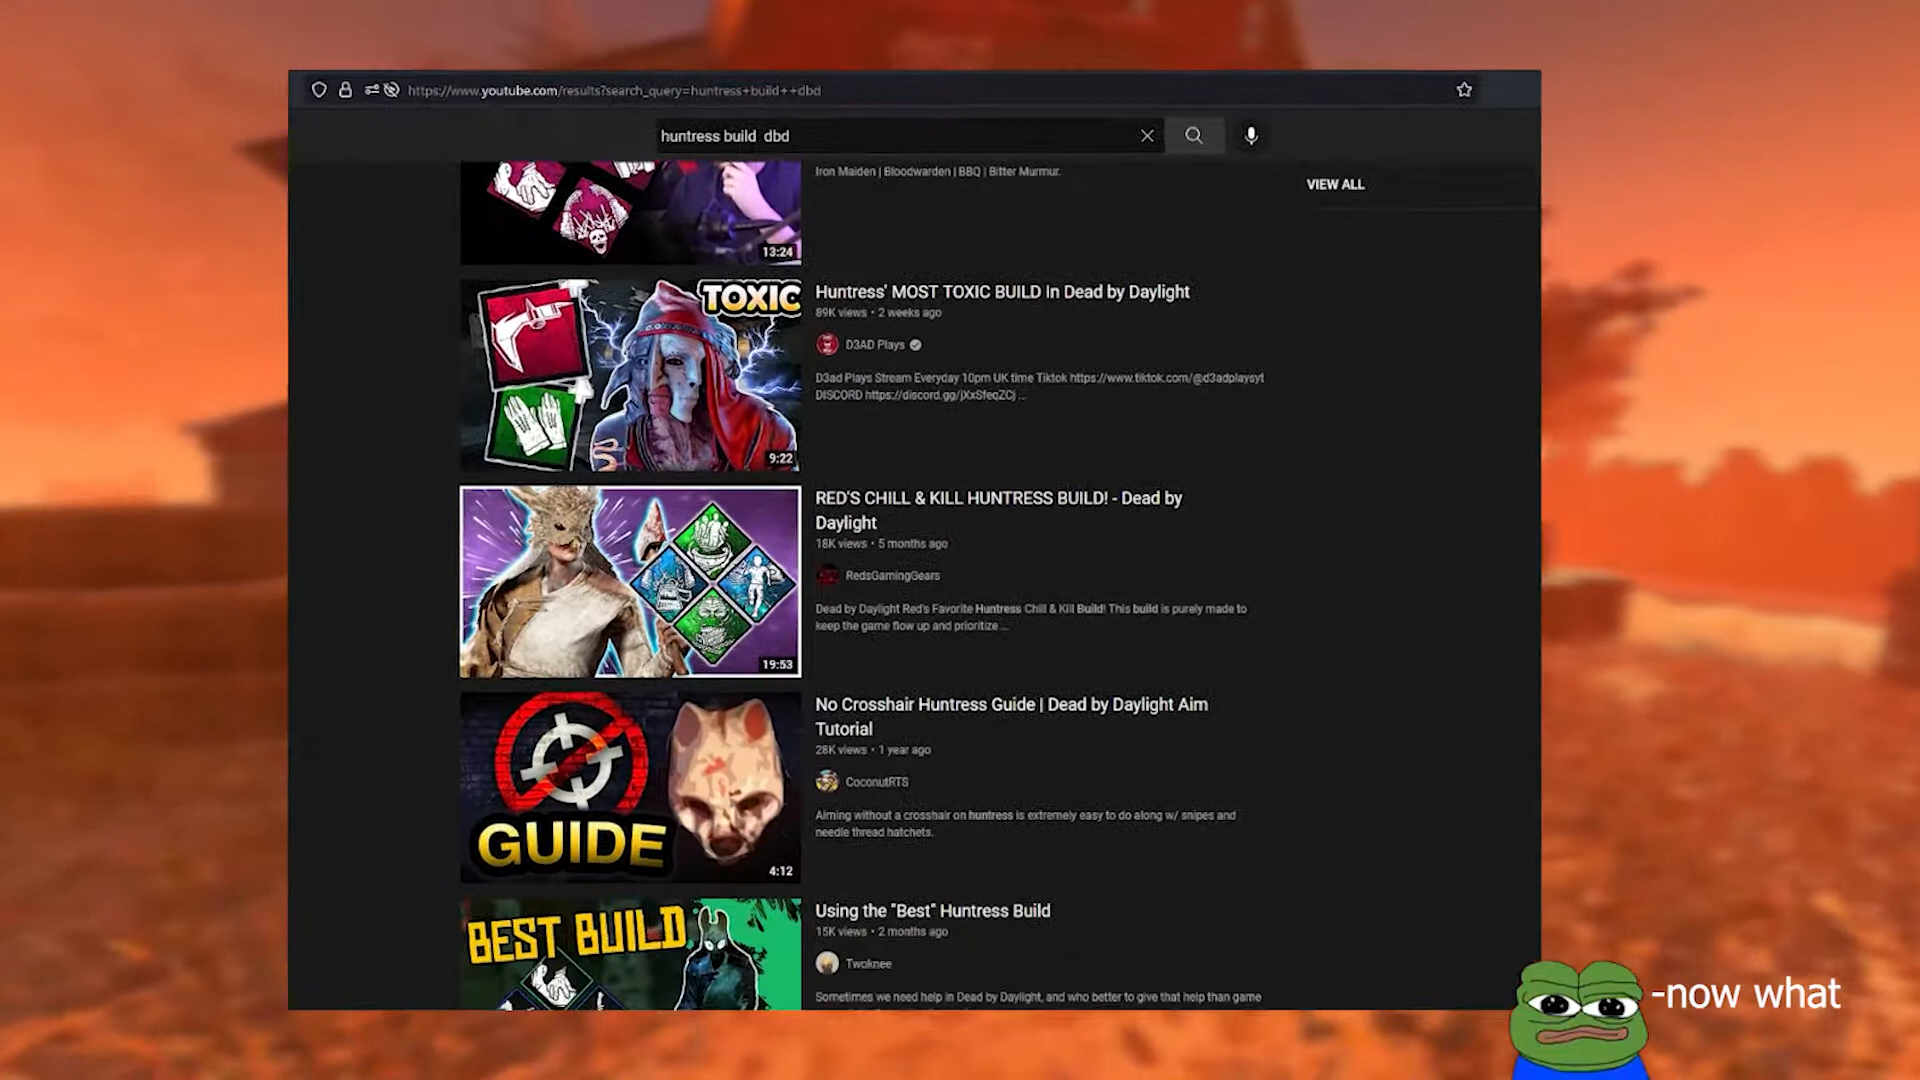 https://www.youtube.com/results?search_query=huntress+build++dbd
huntress build  dbd
Iron Maiden | Bloodwarden | BBQ | Bitter Murmur.
VIEW ALL
13:24
TOXIC
9:22
Huntress' MOST TOXIC BUILD In Dead by Daylight
89K views • 2 weeks ago
D3AD Plays
D3ad Plays Stream Everyday 10pm UK time Tiktok https://www.tiktok.com/@d3adplaysyt
DISCORD https://discord.gg/jXxSfeqZCj ...
19:53
RED'S CHILL & KILL HUNTRESS BUILD! - Dead by
Daylight
18K views • 5 months ago
RedsGamingGears
Dead by Daylight Red's Favorite Huntress Chill & Kill Build! This build is purely made to
keep the game flow up and prioritize ...
GUIDE
4:12
No Crosshair Huntress Guide | Dead by Daylight Aim
Tutorial
28K views • 1 year ago
CoconutRTS
Aiming without a crosshair on huntress is extremely easy to do along w/ snipes and
needle thread hatchets.
BEST BUILD
Using the "Best" Huntress Build
15K views • 2 months ago
Twoknee
Sometimes we need help in Dead by Daylight, and who better to give that help than game
-now what